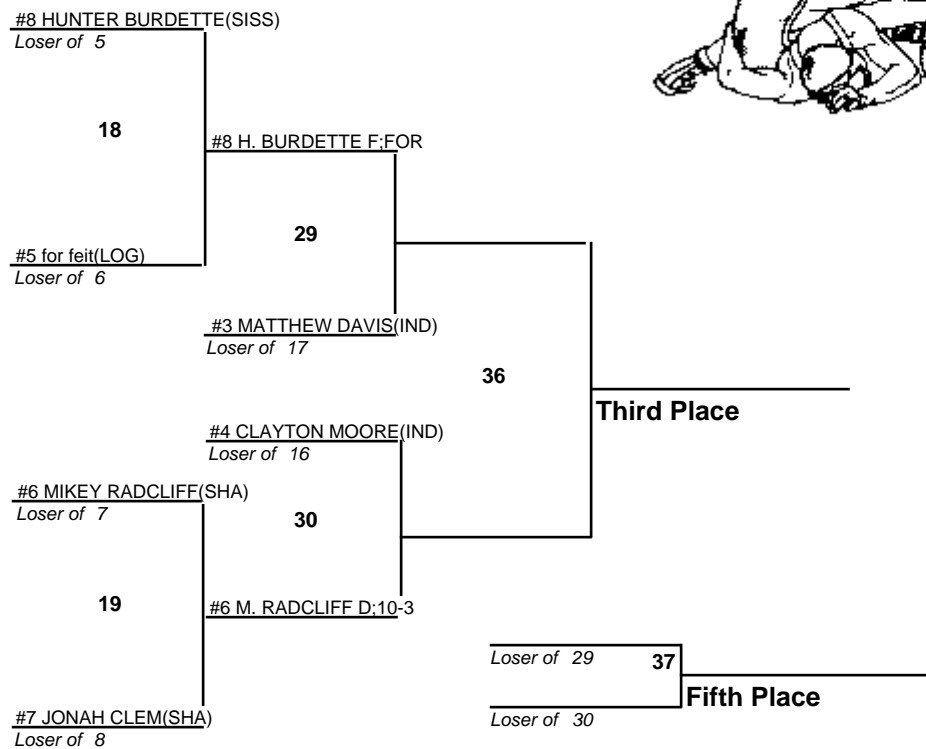 #8 HUNTER BURDETTE(SISS)
Loser of 5
18
#8 H. BURDETTE F;FOR
29
#5 for feit(LOG)
Loser of 6
#3 MATTHEW DAVIS(IND)
Loser of 17
36
Third Place
#4 CLAYTON MOORE(IND)
Loser of 16
#6 MIKEY RADCLIFF(SHA)
Loser of 7
30
19
#6 M. RADCLIFF D;10-3
Loser of 29
37
Fifth Place
#7 JONAH CLEM(SHA)
Loser of 8
Loser of 30